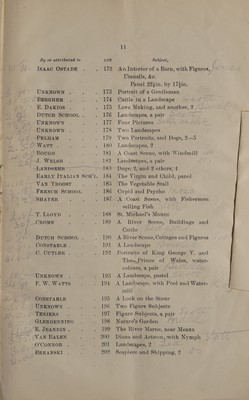 11
By or attributed to LOT Subject,
Isaac Ostade . . 172 An Interior of a Barn, with Figures,
Utensils, &c.
Panel 22¾in. by 17¾in.
Unknown . . 173 Portrait of a Gentleman
Berghem . . 174 Cattle in a Landscape
E. Dakios . . 175 Love Making, and another, 2
Dutch School . . 176 Landscapes, a pair
Unknown . . 177 Four Pictures
Unknown . . 178 Two Landscapes
Pelham . . 179 Two Portraits, and Dogs, 2—5
Watt . . 180 Landscapes, 2
Bough . . 181 A Coast Scene, with Windmill
J. Welsh . . 182 Landscapes, a pair
Landseer . . 183 Dogs, 2, and 2 others, 4
Early Italian Sch'l. 184 The Virgin and Child, panel
Van Troost . . 185 The Vegetable Stall
French School . 186 Cupid and Psyche
Shayer . . 187 A Coast Scene, with Fishermen
selling Fish
T. Lloyd . . 188 St. Michael's Mount
Crome . . 189 A River Scene, Buildings and
Cattle
Dutch School . . 190 A River Scene, Cottages and Figures
Constable . . 191 A Landscape
C. Cutler . . 192 Portraits of King George V. and
The Prince of Wales, water-
colours, a pair
Unknown . . 193 A Landscape, pastel
F. W. Watts . . 194 A Landscape, with Pool and Water-
mill
Constable . . 195 A Lock on the Stour
Unknown . . 196 Two Figure Subjects
Teniers . . 197 Figure Subjects, a pair
Glendenning . . 198 Nature's Garden
E. Jeannin . . 199 The River Marne, near Meaux
Van Balen . . 200 Diana and Acteon, with Nymph
O'Connor . . 201 Landscapes, 2
Beranski . . 202 Seapiece and Shipping, 2